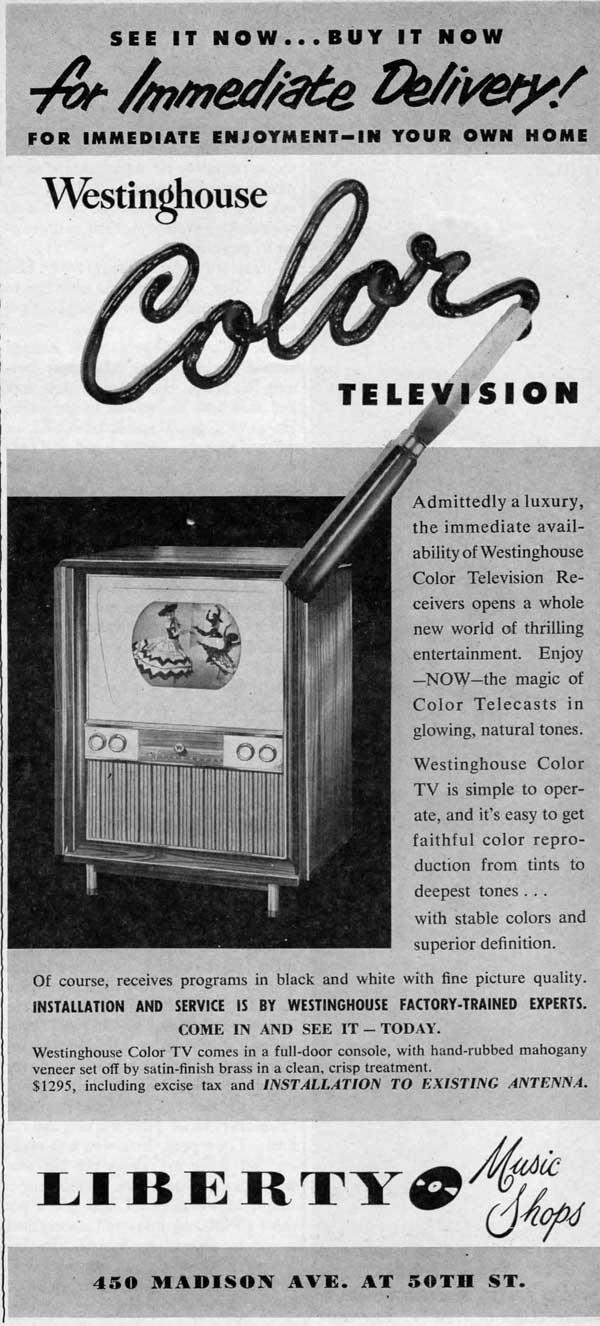 SEE IT NOW...BUY IT NOW
for Immediate Delivery!
FOR IMMEDIATE ENJOYMENT—IN YOUR OWN HOME
Westinghouse
Color
TELEVISION
Admittedly a luxury,
the immediate avail-
ability of Westinghouse
Color Television Re-
ceivers opens a whole
new world of thrilling
entertainment. Enjoy
—NOW—the magic of
Color Telecasts in
glowing, natural tones.
Westinghouse Color
TV is simple to oper-
ate, and it's easy to get
faithful color repro-
duction from tints to
deepest tones . . .
with stable colors and
superior definition.
Of course, receives programs in black and white with fine picture quality.
INSTALLATION AND SERVICE IS BY WESTINGHOUSE FACTORY-TRAINED EXPERTS.
COME IN AND SEE IT — TODAY.
Westinghouse Color TV comes in a full-door console, with hand-rubbed mahogany
veneer set off by satin-finish brass in a clean, crisp treatment.
$1295, including excise tax and INSTALLATION TO EXISTING ANTENNA.
LIBERTY Music Shops
450 MADISON AVE. AT 50TH ST.